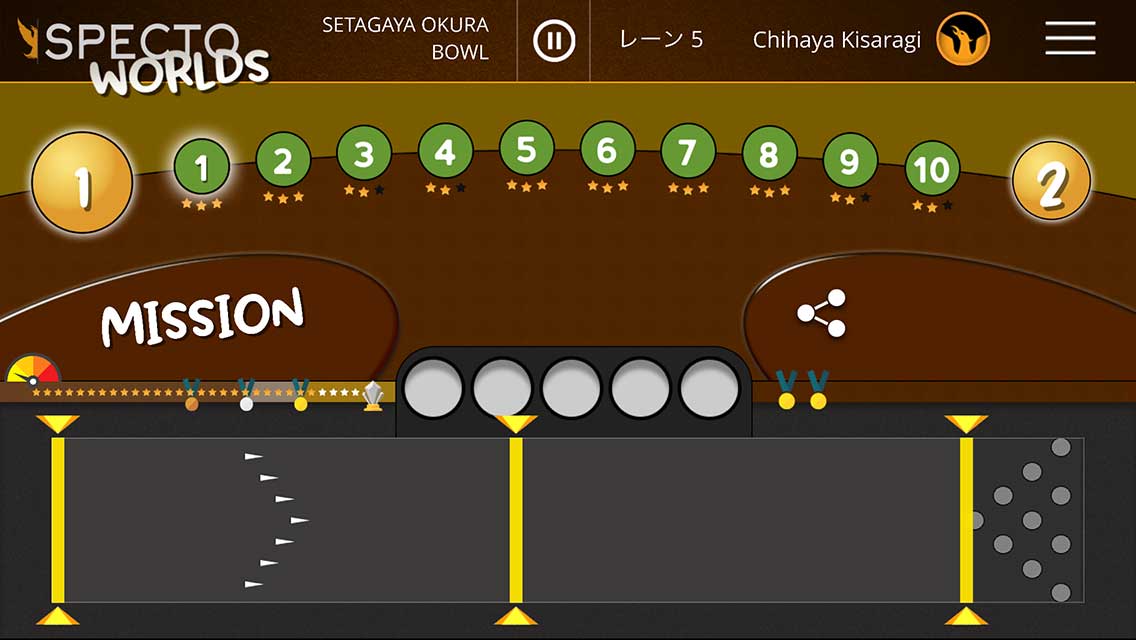 SPECTO
WORLDS
SETAGAYA OKURA
BOWL
レーン 5
Chihaya Kisaragi
1
1
2
3
4
5
6
7
8
9
10
2
MISSION